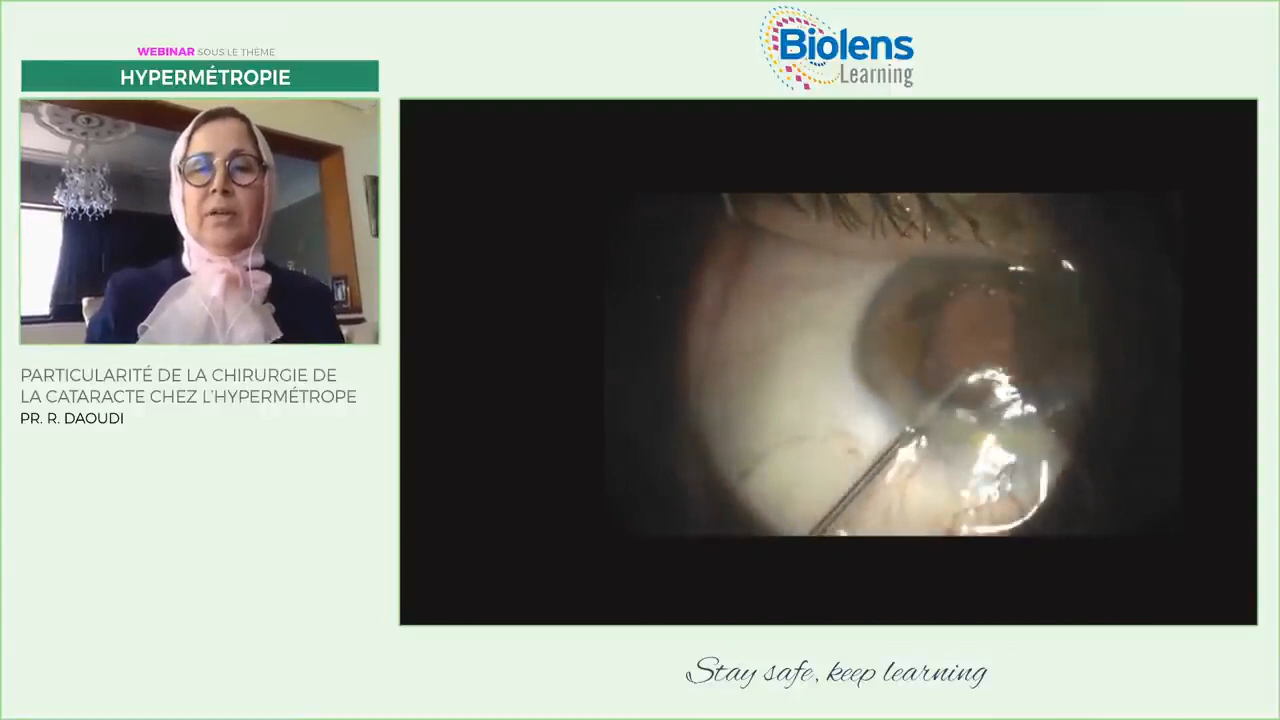 WEBINAR SOUS LE THÈME
HYPERMÉTROPIE
Biolens
Learning
PARTICULARITÉ DE LA CHIRURGIE DE
LA CATARACTE CHEZ L'HYPERMÉTROPE
PR. R. DAOUDI
Stay safe, keep learning